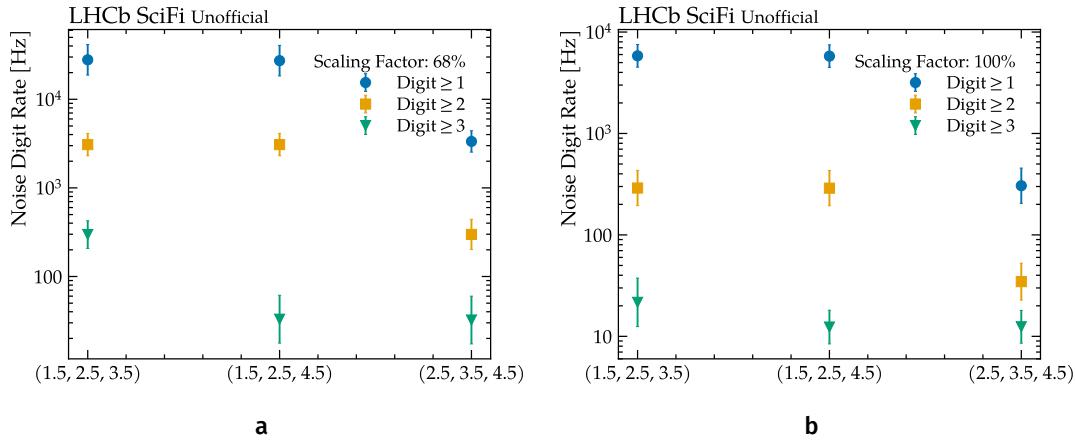 LHCb SciFi Unofficial
Noise Digit Rate [Hz]
10⁴
10³
100
Scaling Factor: 68%
Digit ≥ 1
Digit ≥ 2
Digit ≥ 3
(1.5, 2.5, 3.5)
(1.5, 2.5, 4.5)
(2.5, 3.5, 4.5)
a
LHCb SciFi Unofficial
Noise Digit Rate [Hz]
10⁴
10³
100
10
Scaling Factor: 100%
Digit ≥ 1
Digit ≥ 2
Digit ≥ 3
(1.5, 2.5, 3.5)
(1.5, 2.5, 4.5)
(2.5, 3.5, 4.5)
b